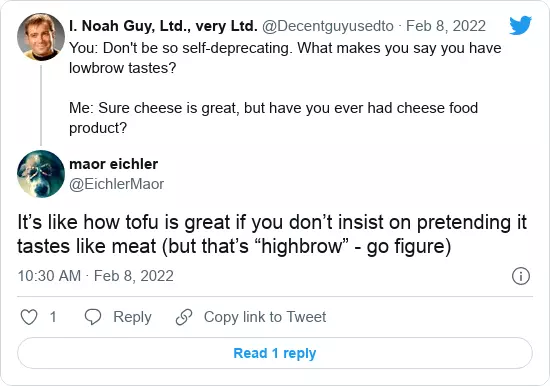 I. Noah Guy, Ltd., very Ltd. @Decentguyusedto · Feb 8, 2022
You: Don't be so self-deprecating. What makes you say you have
lowbrow tastes?
Me: Sure cheese is great, but have you ever had cheese food
product?
maor eichler
@EichlerMaor
It’s like how tofu is great if you don’t insist on pretending it
tastes like meat (but that’s “highbrow” - go figure)
10:30 AM · Feb 8, 2022
1 Reply Copy link to Tweet
Read 1 reply